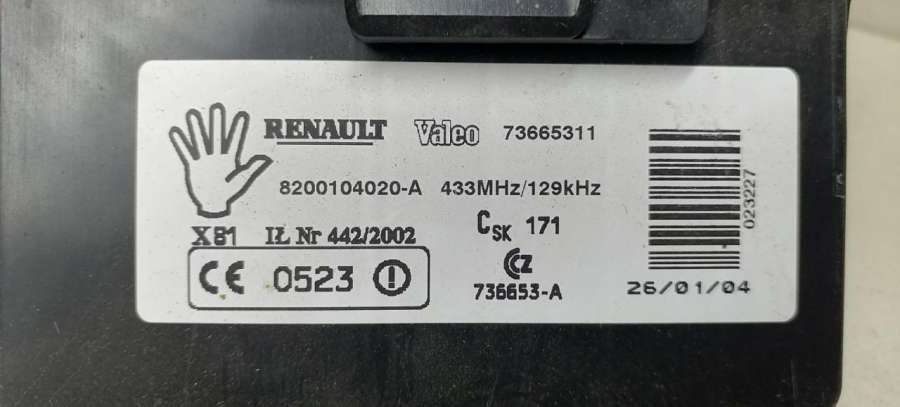 RENAULT Valeo 73665311
8200104020-A 433MHz/129kHz
X81 IŁ Nr 442/2002 CSK 171
CE 0523
CZ
736653-A
023227
26/01/04